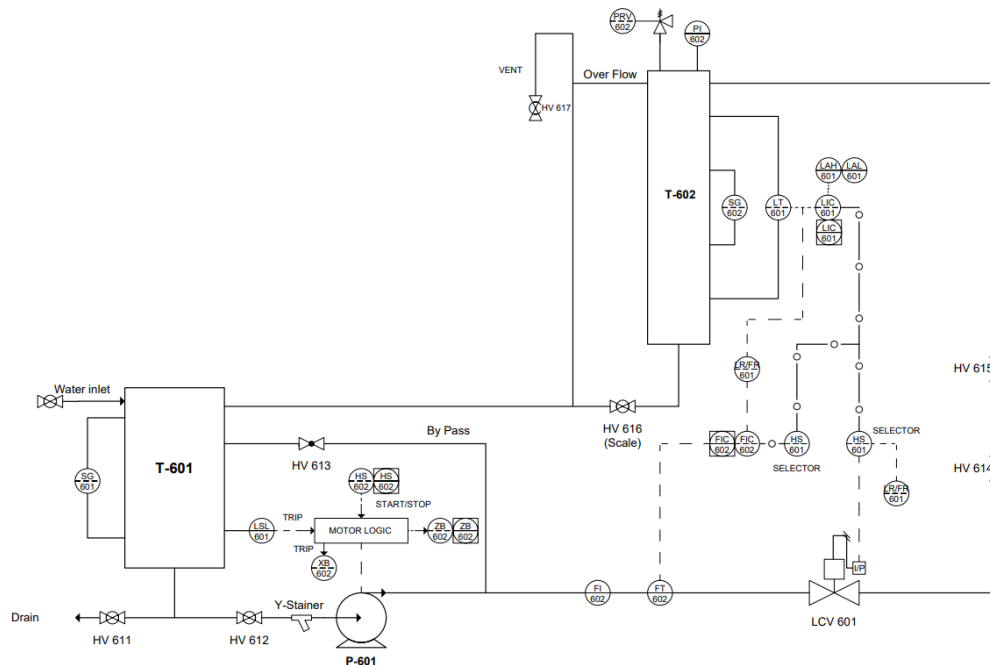 PRV
602
PI
602
VENT
Over Flow
HV 617
LAH
601
LAL
601
T-602
SG
602
LT
601
LIC
601
LIC
601
HV 615
LR/FR
601
Water inlet
HV 616
(Scale)
By Pass
SELECTOR
FIC
602
FIC
602
HS
601
HS
601
SELECTOR
HV 613
T-601
SG
601
HS
602
HS
602
HV 614
LR/FR
601
START/STOP
LSL
601
TRIP
MOTOR LOGIC
ZB
602
ZB
602
TRIP
XB
602
I/P
FI
602
FT
602
Y-Stainer
Drain
HV 611
HV 612
LCV 601
P-601